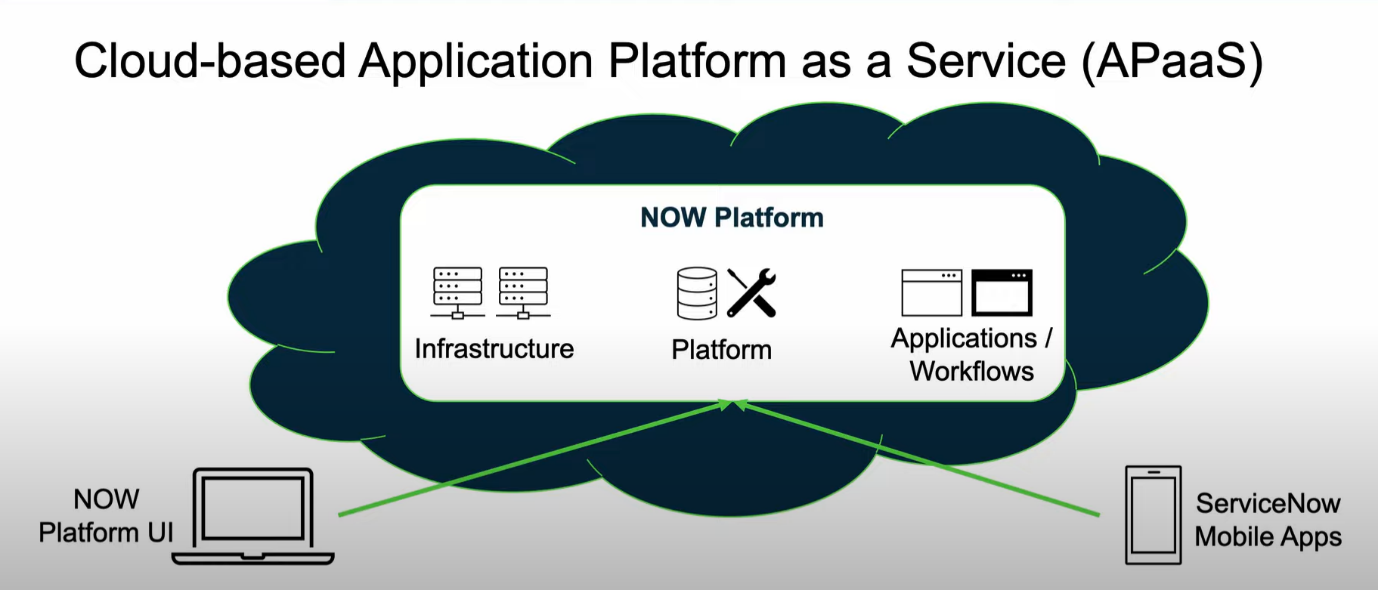 Cloud-based Application Platform as a Service (APaaS)
NOW Platform
Infrastructure
Platform
Applications /
Workflows
NOW
Platform UI
ServiceNow
Mobile Apps